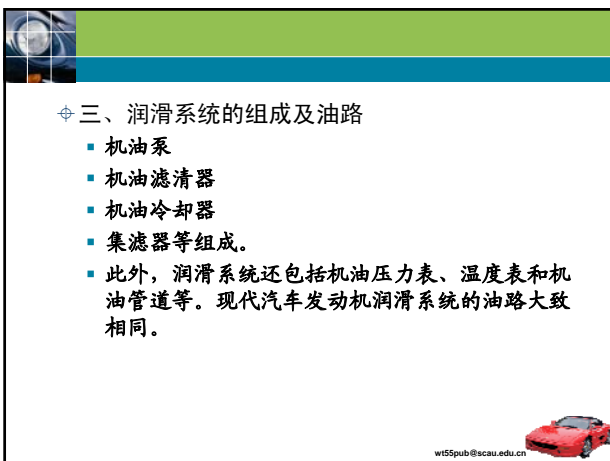 三、润滑系统的组成及油路
机油泵
机油滤清器
机油冷却器
集滤器等组成。
此外，润滑系统还包括机油压力表、温度表和机
油管道等。现代汽车发动机润滑系统的油路大致
相同。
wt55pub@scau.edu.cn